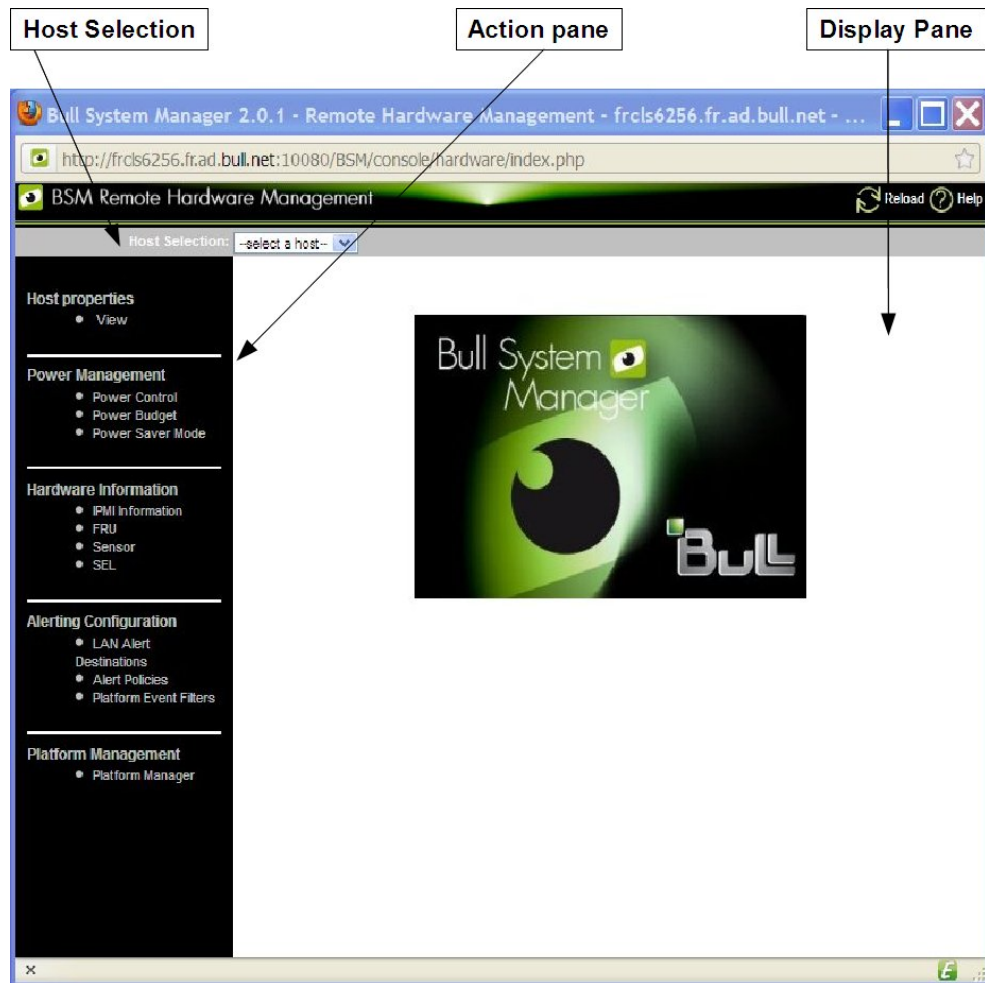 Host Selection
Action pane
Display Pane
Bull System Manager 2.0.1 - Remote Hardware Management - frcls6256.fr.ad.bull.net - ...
http://frcls6256.fr.ad.bull.net:10080/BSM/console/hardware/index.php
BSM Remote Hardware Management
Reload
Help
Host Selection:
--select a host--
Host properties
View
Power Management
Power Control
Power Budget
Power Saver Mode
Hardware Information
IPMI Information
FRU
Sensor
SEL
Alerting Configuration
LAN Alert
Destinations
Alert Policies
Platform Event Filters
Platform Management
Platform Manager
Bull System
Manager
Bull